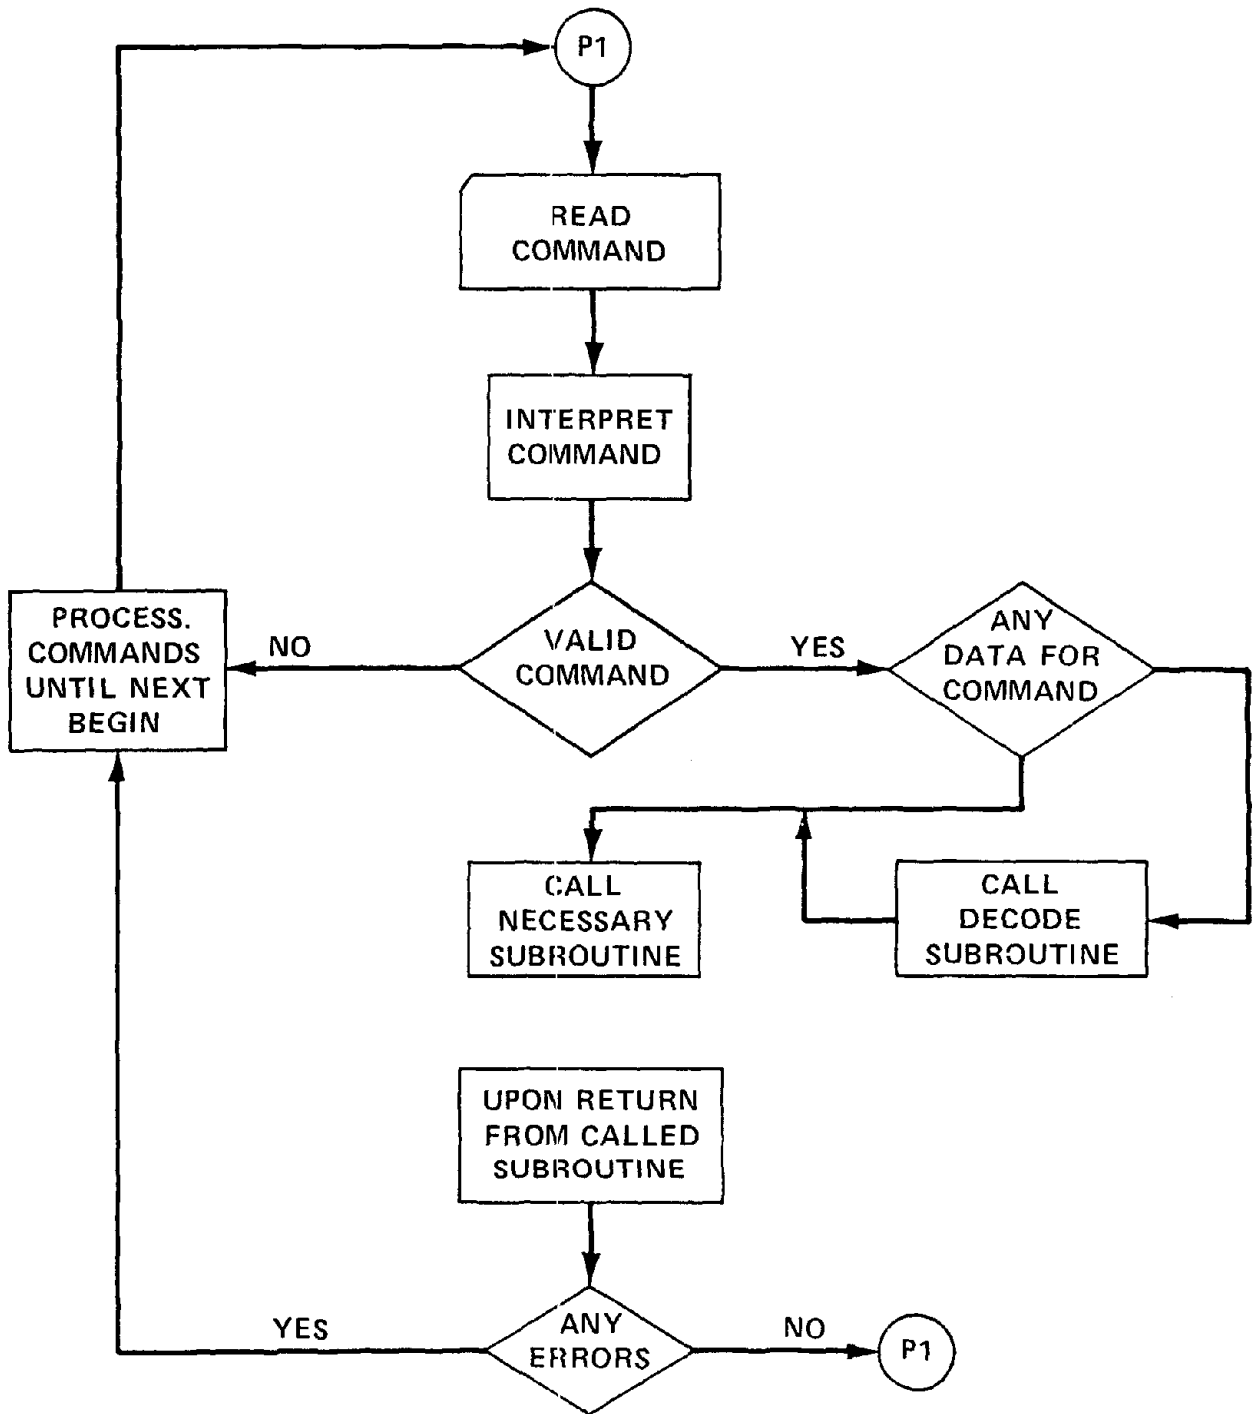 P1
READ
COMMAND
INTERPRET
COMMAND
PROCESS.
COMMANDS
UNTIL NEXT
BEGIN
NO
VALID
COMMAND
YES
ANY
DATA FOR
COMMAND
CALL
NECESSARY
SUBROUTINE
CALL
DECODE
SUBROUTINE
UPON RETURN
FROM CALLED
SUBROUTINE
YES
ANY
ERRORS
NO
P1